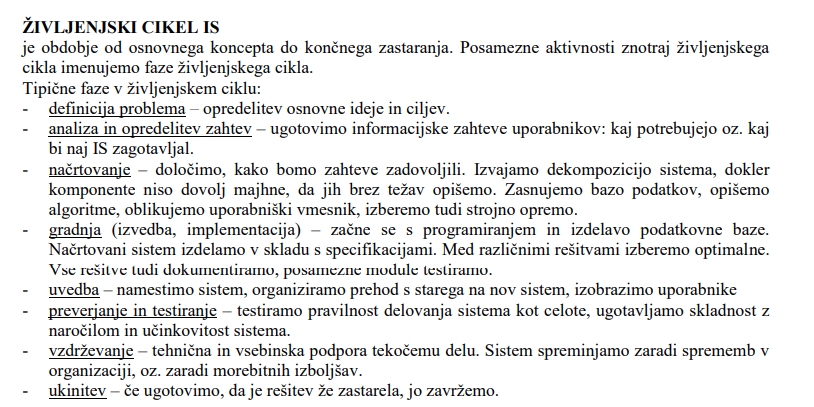 ŽIVLJENJSKI CIKEL IS
je obdobje od osnovnega koncepta do končnega zastaranja. Posamezne aktivnosti znotraj življenjskega
cikla imenujemo faze življenjskega cikla.
Tipične faze v življenjskem ciklu:
- definicija problema – opredelitev osnovne ideje in ciljev.
- analiza in opredelitev zahtev – ugotovimo informacijske zahteve uporabnikov: kaj potrebujejo oz. kaj
bi naj IS zagotavljal.
- načrtovanje – določimo, kako bomo zahteve zadovoljili. Izvajamo dekompozicijo sistema, dokler
komponente niso dovolj majhne, da jih brez težav opišemo. Zasnujemo bazo podatkov, opišemo
algoritme, oblikujemo uporabniški vmesnik, izberemo tudi strojno opremo.
- gradnja (izvedba, implementacija) – začne se s programiranjem in izdelavo podatkovne baze.
Načrtovani sistem izdelamo v skladu s specifikacijami. Med različnimi rešitvami izberemo optimalne.
Vse rešitve tudi dokumentiramo, posamezne module testiramo.
- uvedba – namestimo sistem, organiziramo prehod s starega na nov sistem, izobrazimo uporabnike
- preverjanje in testiranje – testiramo pravilnost delovanja sistema kot celote, ugotavljamo skladnost z
naročilom in učinkovitost sistema.
- vzdrževanje – tehnična in vsebinska podpora tekočemu delu. Sistem spreminjamo zaradi sprememb v
organizaciji, oz. zaradi morebitnih izboljšav.
- ukinitev – če ugotovimo, da je rešitev že zastarela, jo zavržemo.